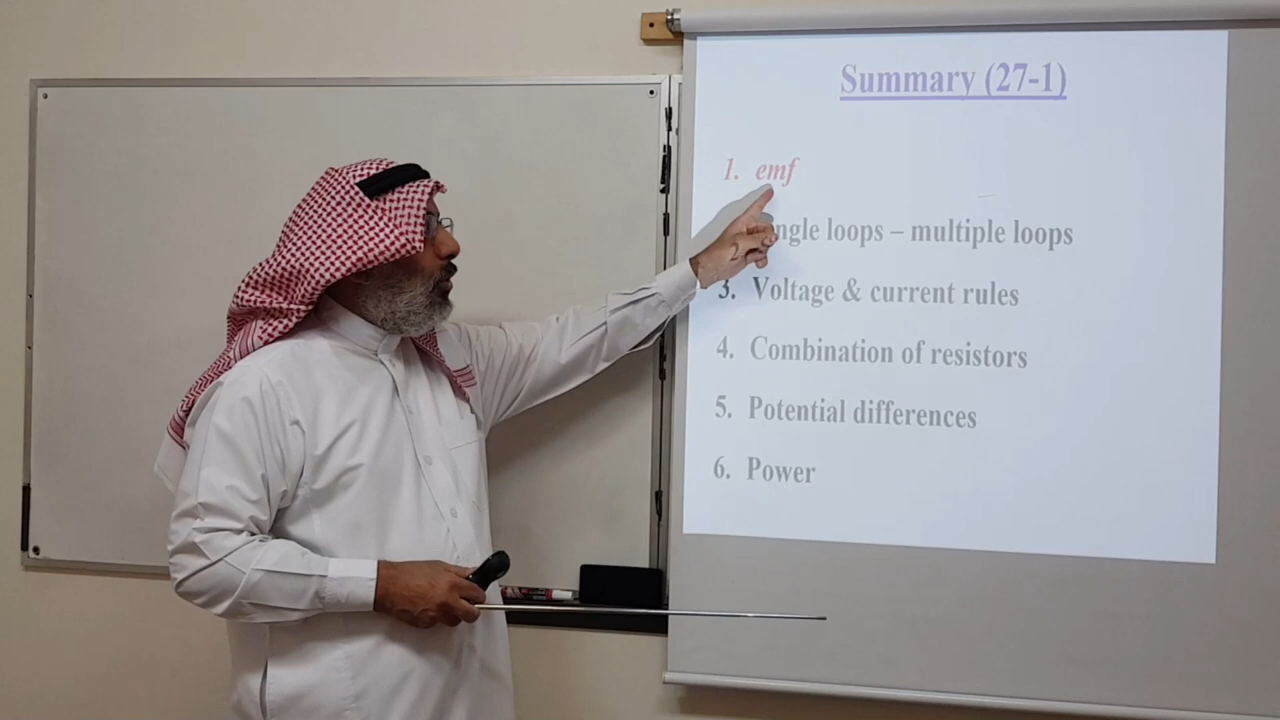 Summary (27-1)
1. emf
ngle loops – multiple loops
3. Voltage & current rules
4. Combination of resistors
5. Potential differences
6. Power